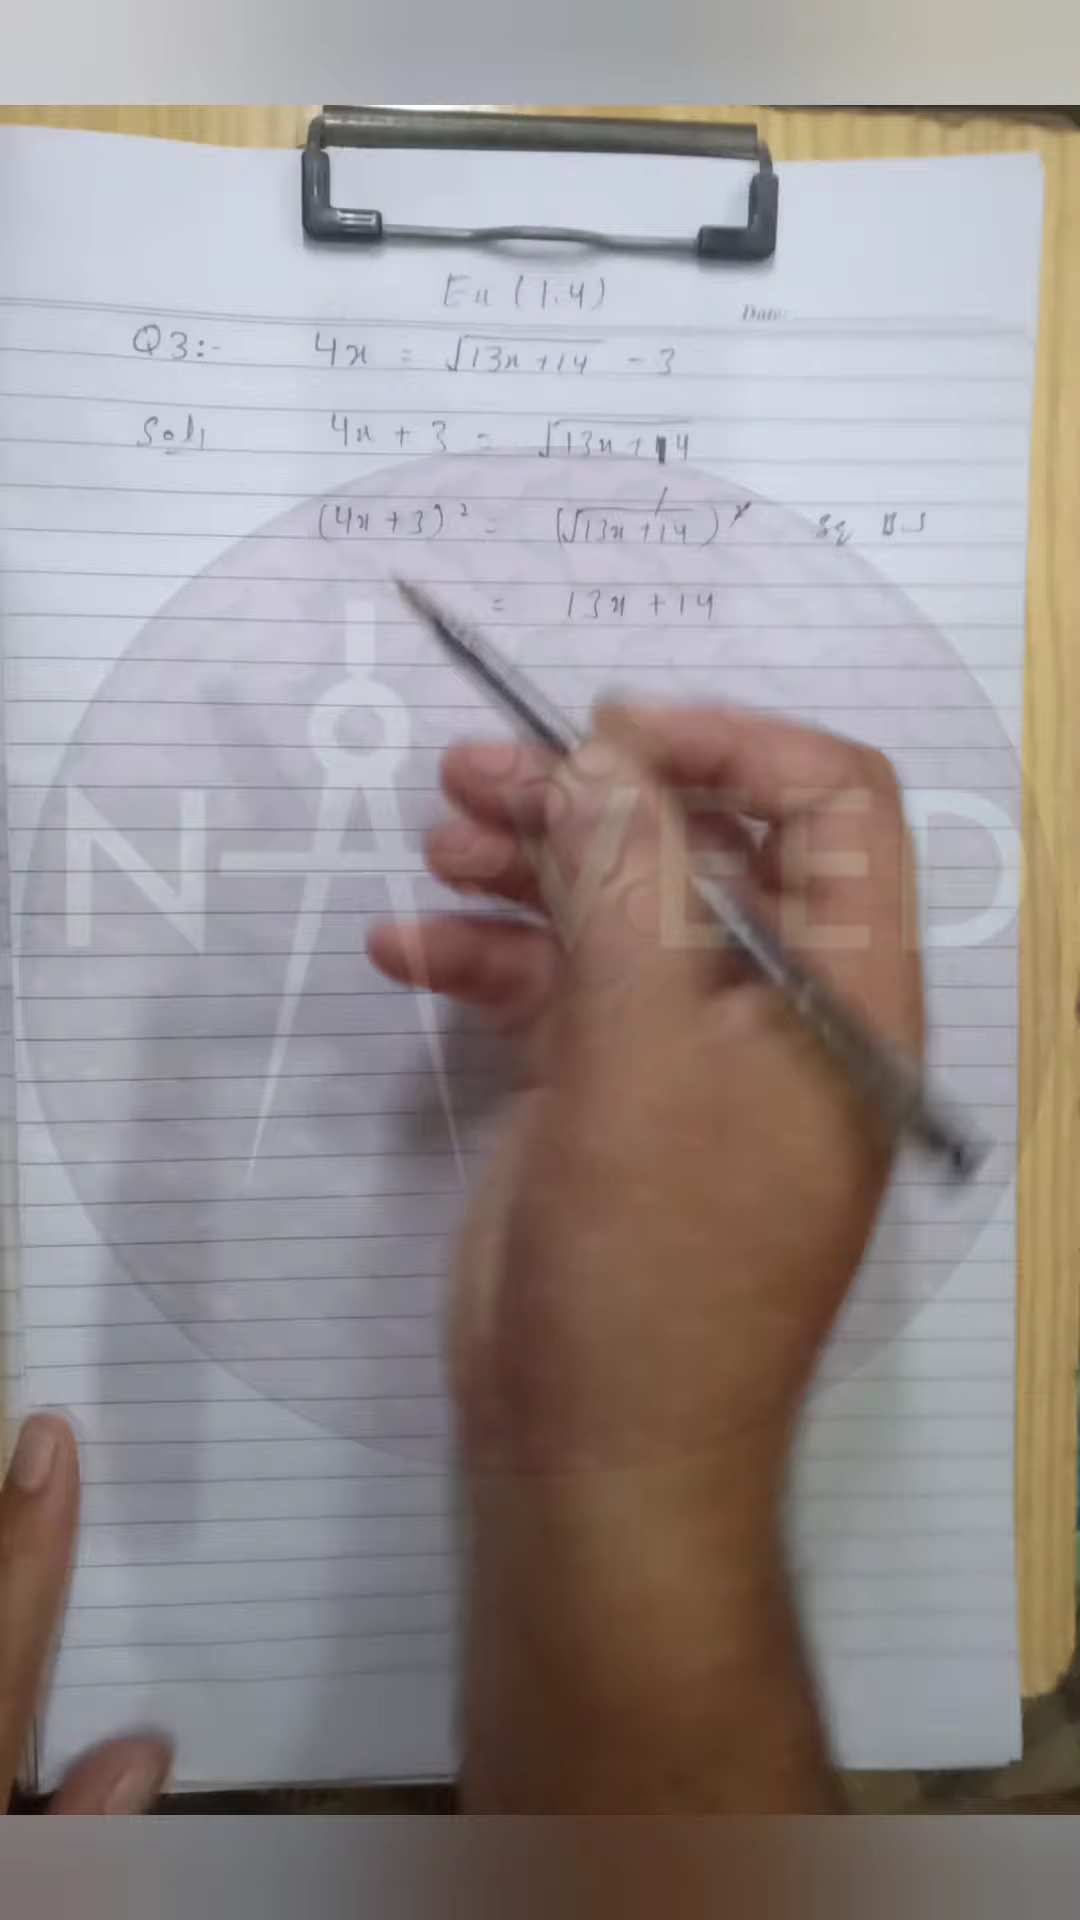 Ex (1.4)
Date:
Q3:- 4x = √13x+14 - 3
Sol; 4x + 3 = √13x+14
(4x+3)² = (√13x+14)² Sq B.S
= 13x+14
NAVEED